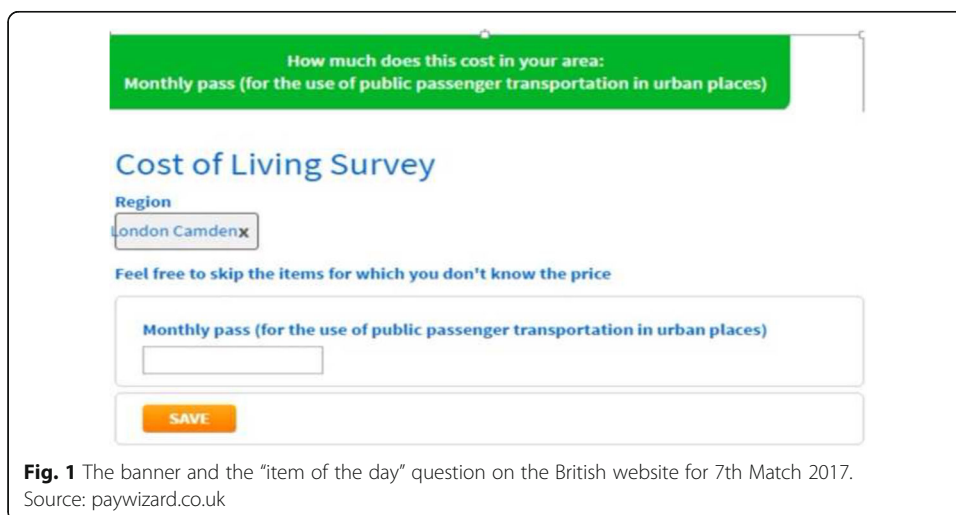 How much does this cost in your area:
Monthly pass (for the use of public passenger transportation in urban places)
Cost of Living Survey
Region
London Camden x
Feel free to skip the items for which you don't know the price
Monthly pass (for the use of public passenger transportation in urban places)
SAVE
Fig. 1 The banner and the “item of the day” question on the British website for 7th Match 2017.
Source: paywizard.co.uk